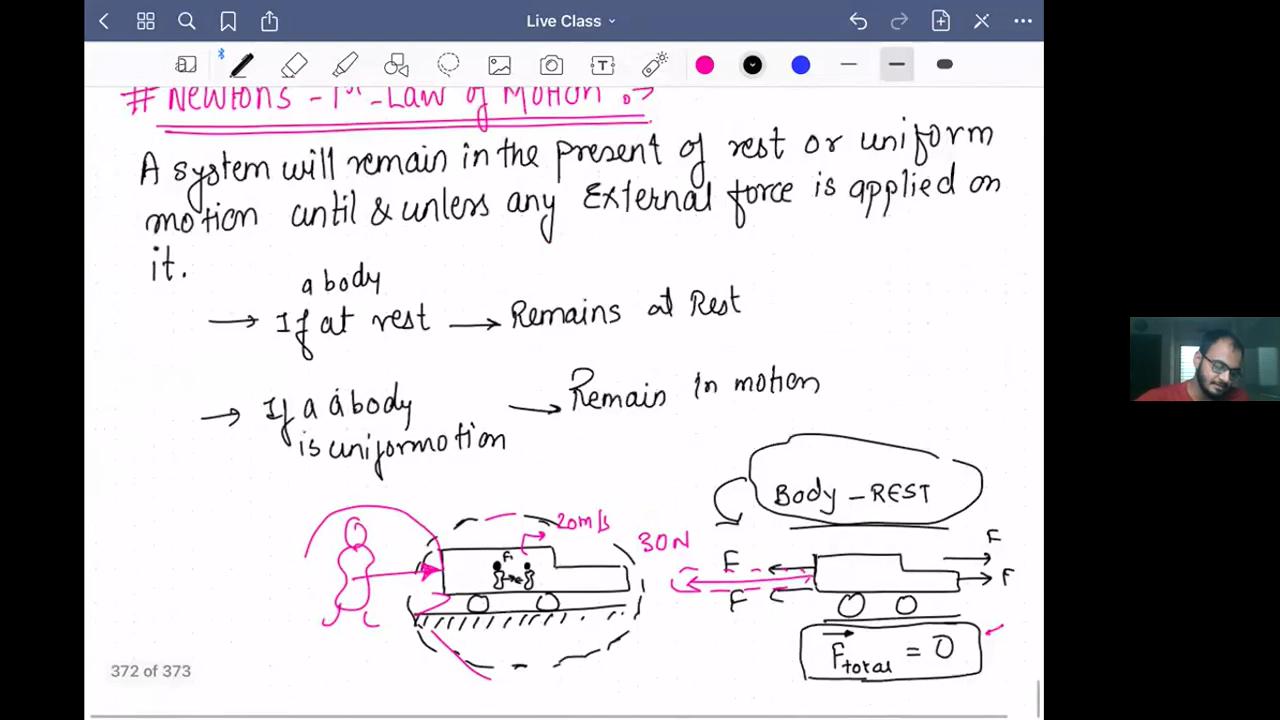 Live Class
# Newtons - 1st - Law of Motion :->
A system will remain in the present of rest or uniform
motion until & unless any External force is applied on
it.
a body
→ If at rest → Remains at Rest
→ If a a body → Remain in motion
is uniformotion
Body - REST
20m/s
30N
F
F
F
F
F
F total = 0
372 of 373